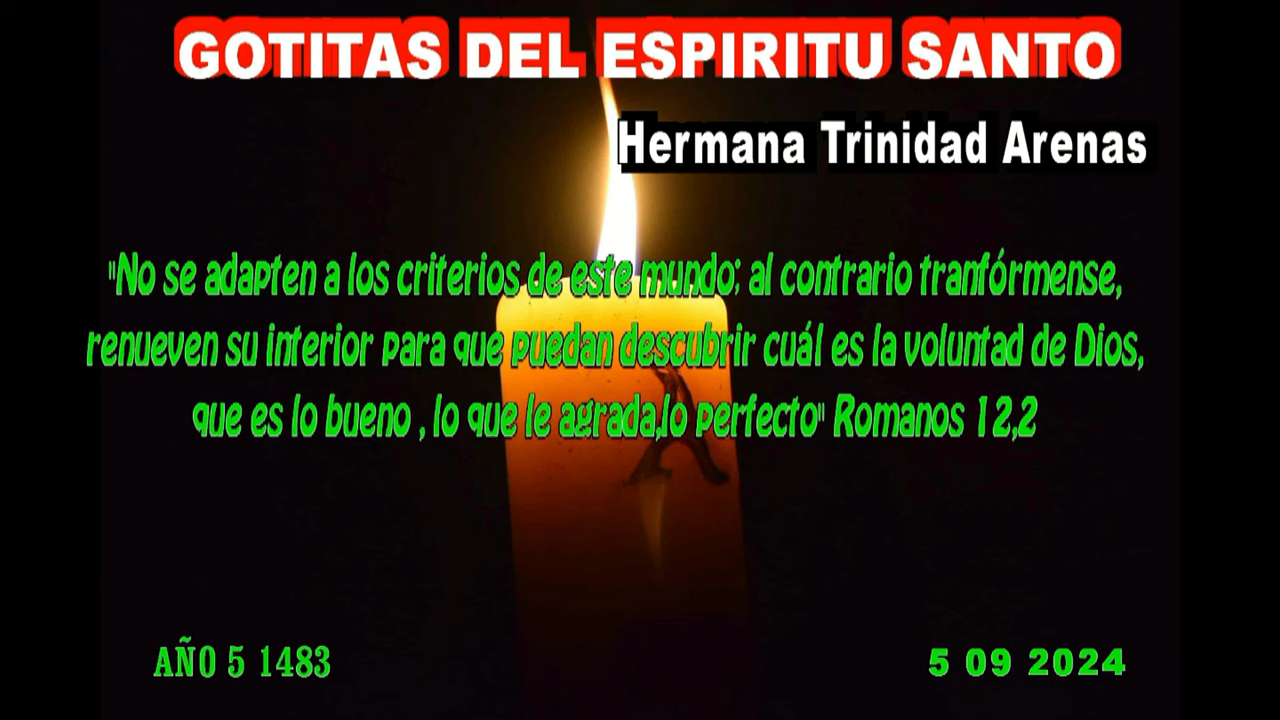 GOTITAS DEL ESPIRITU SANTO
Hermana Trinidad Arenas
"No se adapten a los criterios de este mundo; al contrario tranfórmense,
renueven su interior para que puedan descubrir cuál es la voluntad de Dios,
que es lo bueno , lo que le agrada,lo perfecto" Romanos 12,2
AÑO 5 1483
5 09 2024